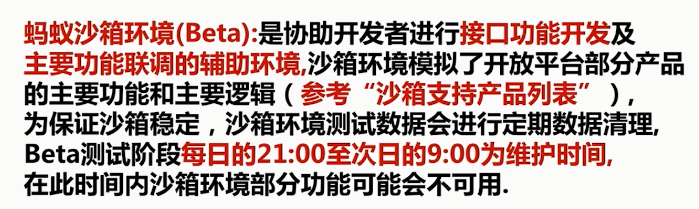 蚂蚁沙箱环境(Beta):是协助开发者进行接口功能开发及
主要功能联调的辅助环境,沙箱环境模拟了开放平台部分产品
的主要功能和主要逻辑（参考“沙箱支持产品列表”）,
为保证沙箱稳定，沙箱环境测试数据会进行定期数据清理,
Beta测试阶段每日的21:00至次日的9:00为维护时间,
在此时间内沙箱环境部分功能可能会不可用.